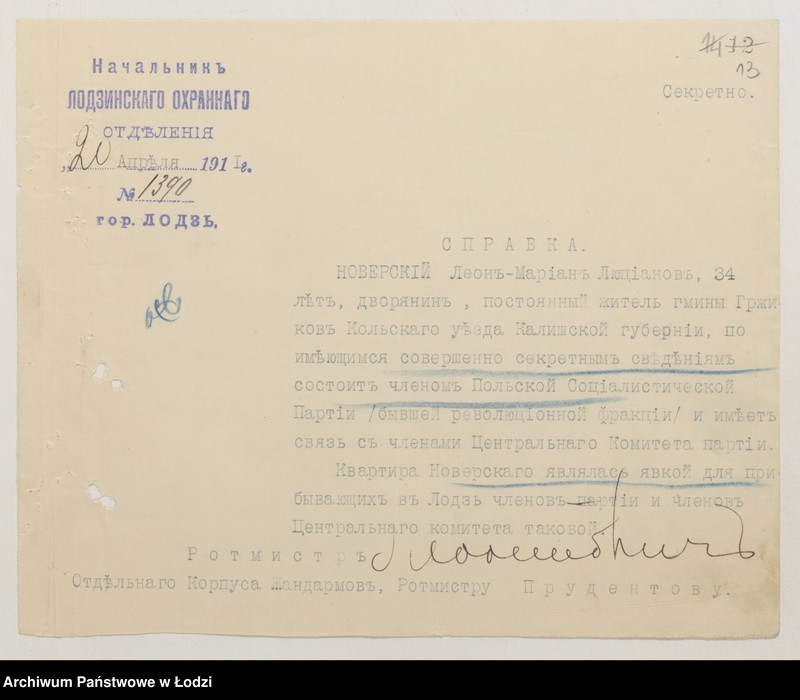 Начальникъ
ЛОДЗИНСКАГО ОХРАННАГО
ОТДѢЛЕНІЯ
„20 Апрѣля 1911г.
№ 1390
гор. ЛОДЗЬ.
13
Секретно.
СПРАВКА.
НОВЕРСКІЙ Леонъ-Маріанъ Люціановъ, 34
лѣтъ, дворянинъ , постоянный житель гмины Гржи
ковъ Кольскаго уѣзда Калишской губерніи, по
имѣющимся совершенно секретнымъ свѣдѣніямъ
состоитъ членомъ Польской Соціалистической
Партіи /бывшей революціонной фракціи/ и имѣетъ
связь съ членами Центральнаго Комитета партіи.
Квартира Новерскаго являлась явкой для при
бывающихъ въ Лодзь членовъ партіи и членовъ
Центральнаго комитета таковой.
Ротмистръ
Отдѣльнаго Корпуса Жандармовъ, Ротмистру Прудентову.
Archiwum Państwowe w Łodzi